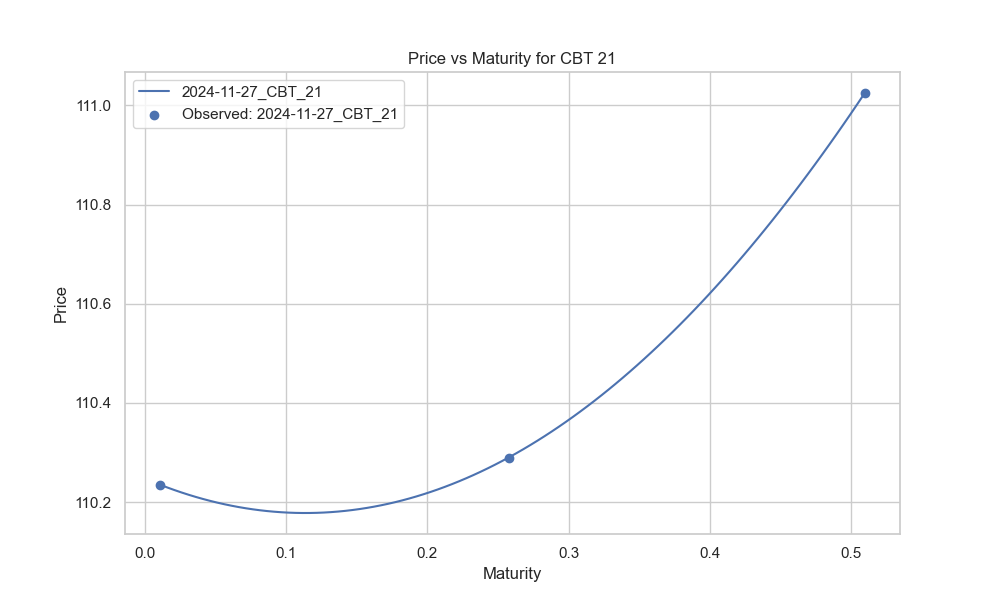 Price vs Maturity for CBT 21
2024-11-27_CBT_21
Observed: 2024-11-27_CBT_21
111.0
110.8
110.6
110.4
110.2
Price
0.0
0.1
0.2
0.3
0.4
0.5
Maturity